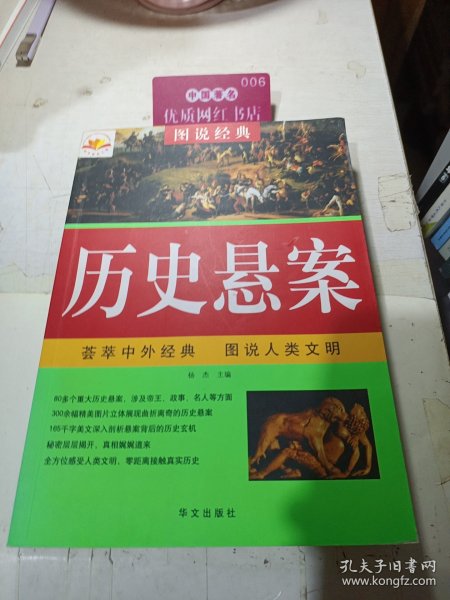 006
中国著名
优质网红书店
图说经典
历史悬案
荟萃中外经典 图说人类文明
杨杰 主编
80多个重大历史悬案,涉及帝王、政事、名人等方面
300余幅精美图片立体展现曲折离奇的历史悬案
165千字美文深入剖析悬案背后的历史玄机
秘密层层揭开,真相娓娓道来
全方位感受人类文明,零距离接触真实历史
华文出版社
孔夫子旧书网
www.kongfz.com